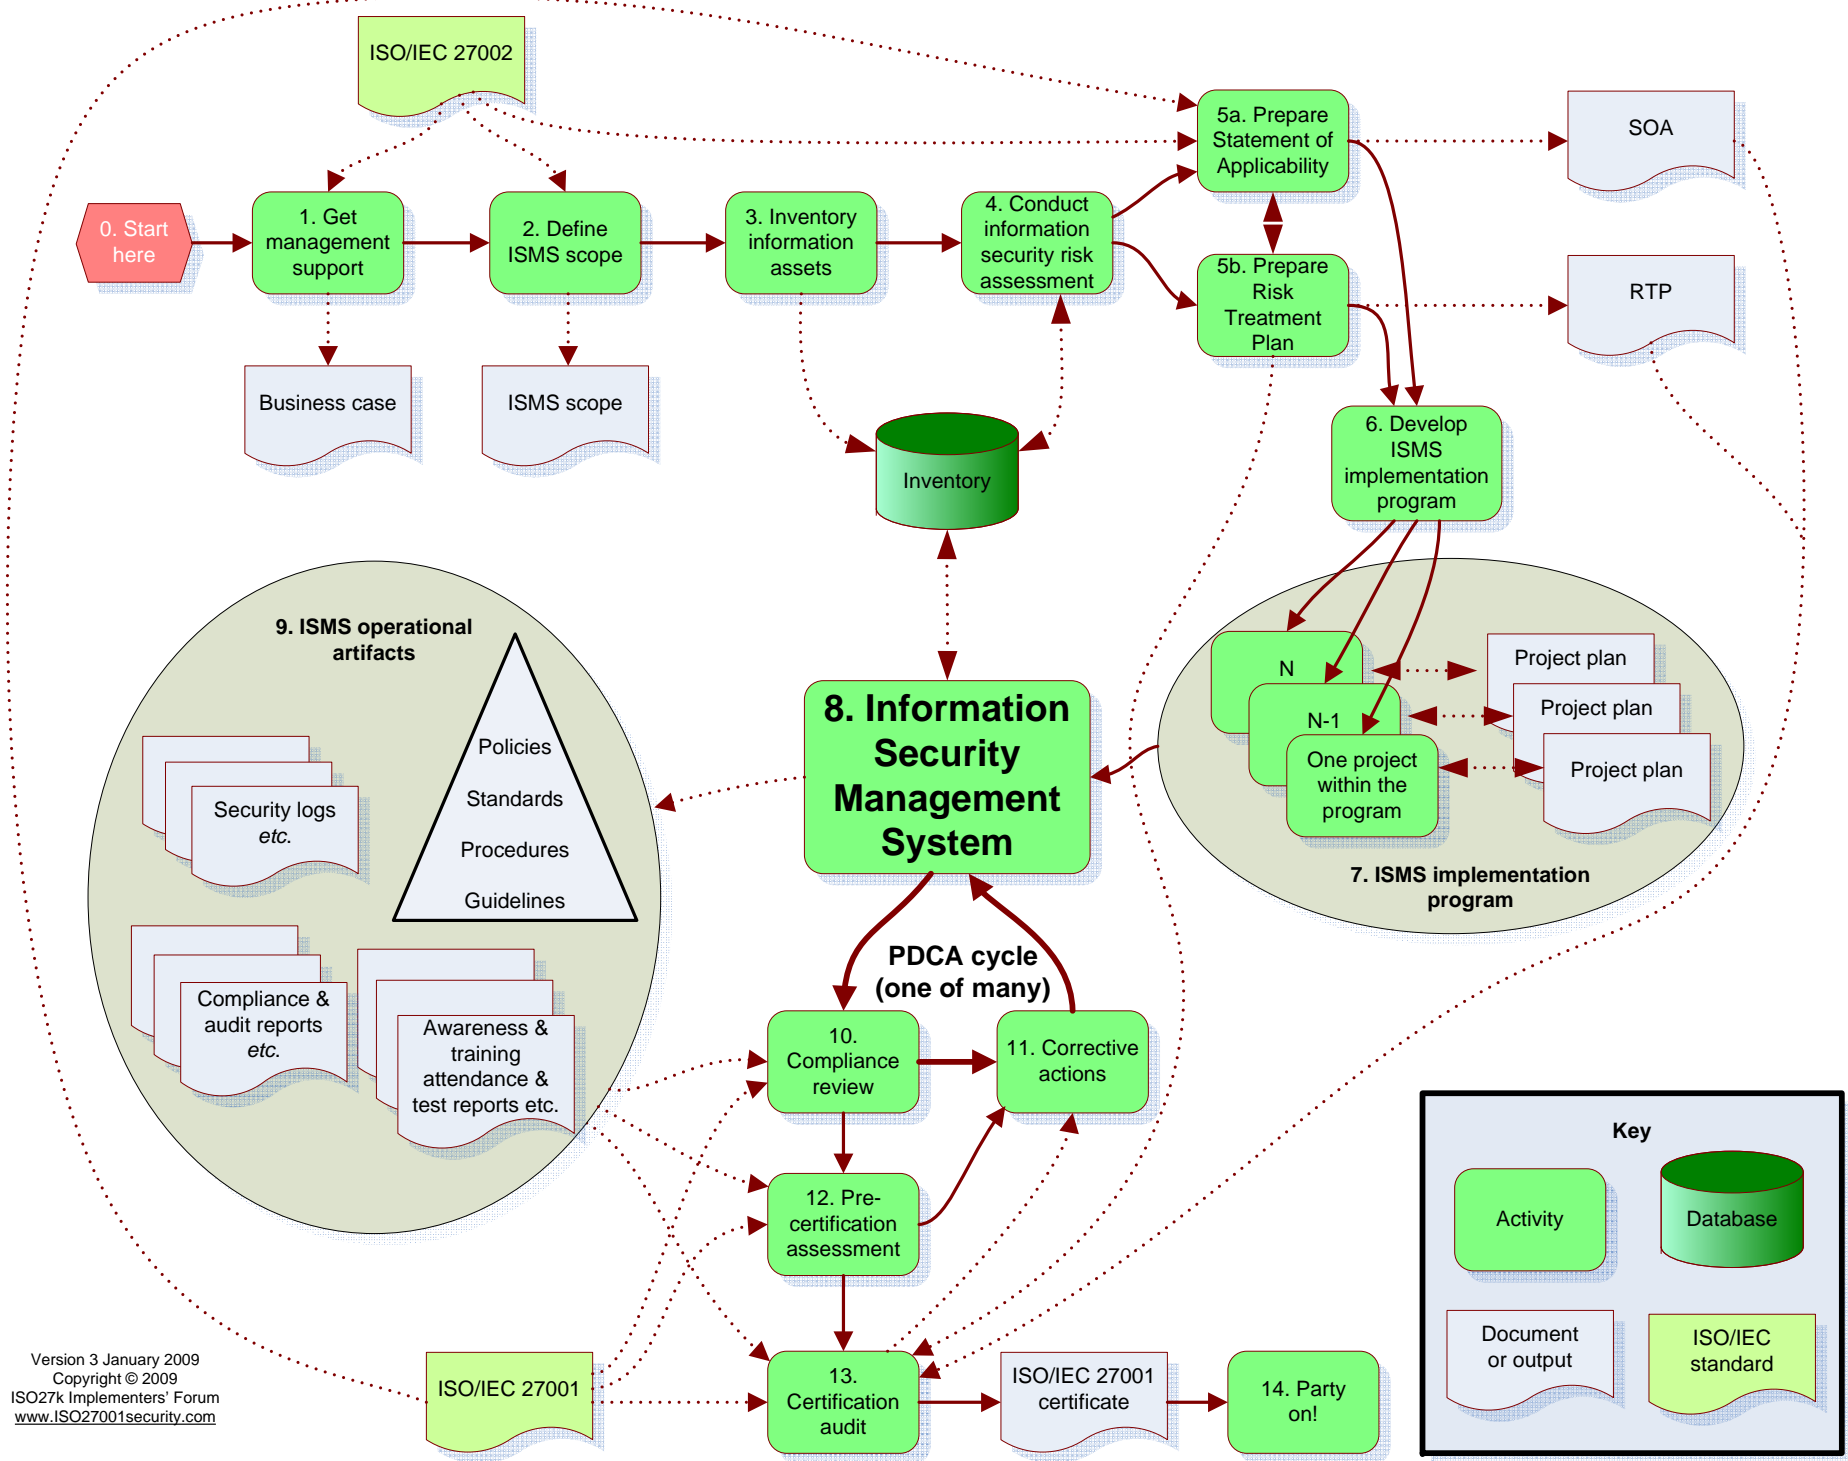 ISO/IEC 27002
0. Start
here
1. Get
management
support
2. Define
ISMS scope
3. Inventory
information
assets
4. Conduct
information
security risk
assessment
5a. Prepare
Statement of
Applicability
5b. Prepare
Risk
Treatment
Plan
SOA
RTP
Business case
ISMS scope
Inventory
6. Develop
ISMS
implementation
program
9. ISMS operational
artifacts
Policies
Standards
Procedures
Guidelines
Security logs
etc.
Compliance &
audit reports
etc.
Awareness &
training
attendance &
test reports etc.
8. Information
Security
Management
System
N
N-1
One project
within the
program
Project plan
Project plan
Project plan
7. ISMS implementation
program
PDCA cycle
(one of many)
10.
Compliance
review
11. Corrective
actions
12. Pre-
certification
assessment
13.
Certification
audit
ISO/IEC 27001
ISO/IEC 27001
certificate
14. Party
on!
Key
Activity
Database
Document
or output
ISO/IEC
standard
Version 3 January 2009
Copyright © 2009
ISO27k Implementers' Forum
www.ISO27001security.com